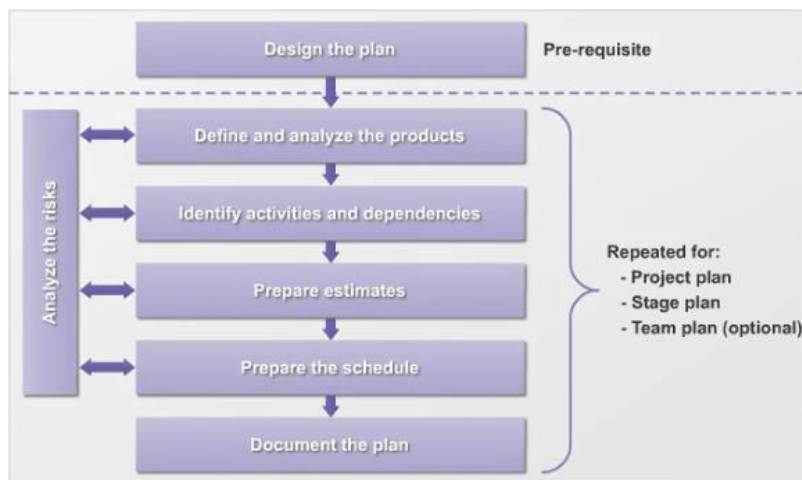 Design the plan
Pre-requisite
Define and analyze the products
Analyze the risks
Identify activities and dependencies
Prepare estimates
Prepare the schedule
Document the plan
Repeated for:
- Project plan
- Stage plan
- Team plan (optional)